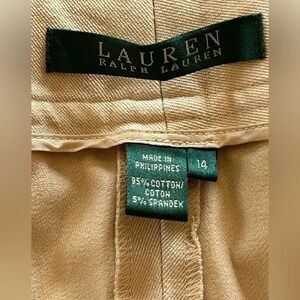 LAUREN
RALPH LAUREN
MADE IN
PHILIPPINES
95% COTTON/
COTON
5% SPANDEX
14